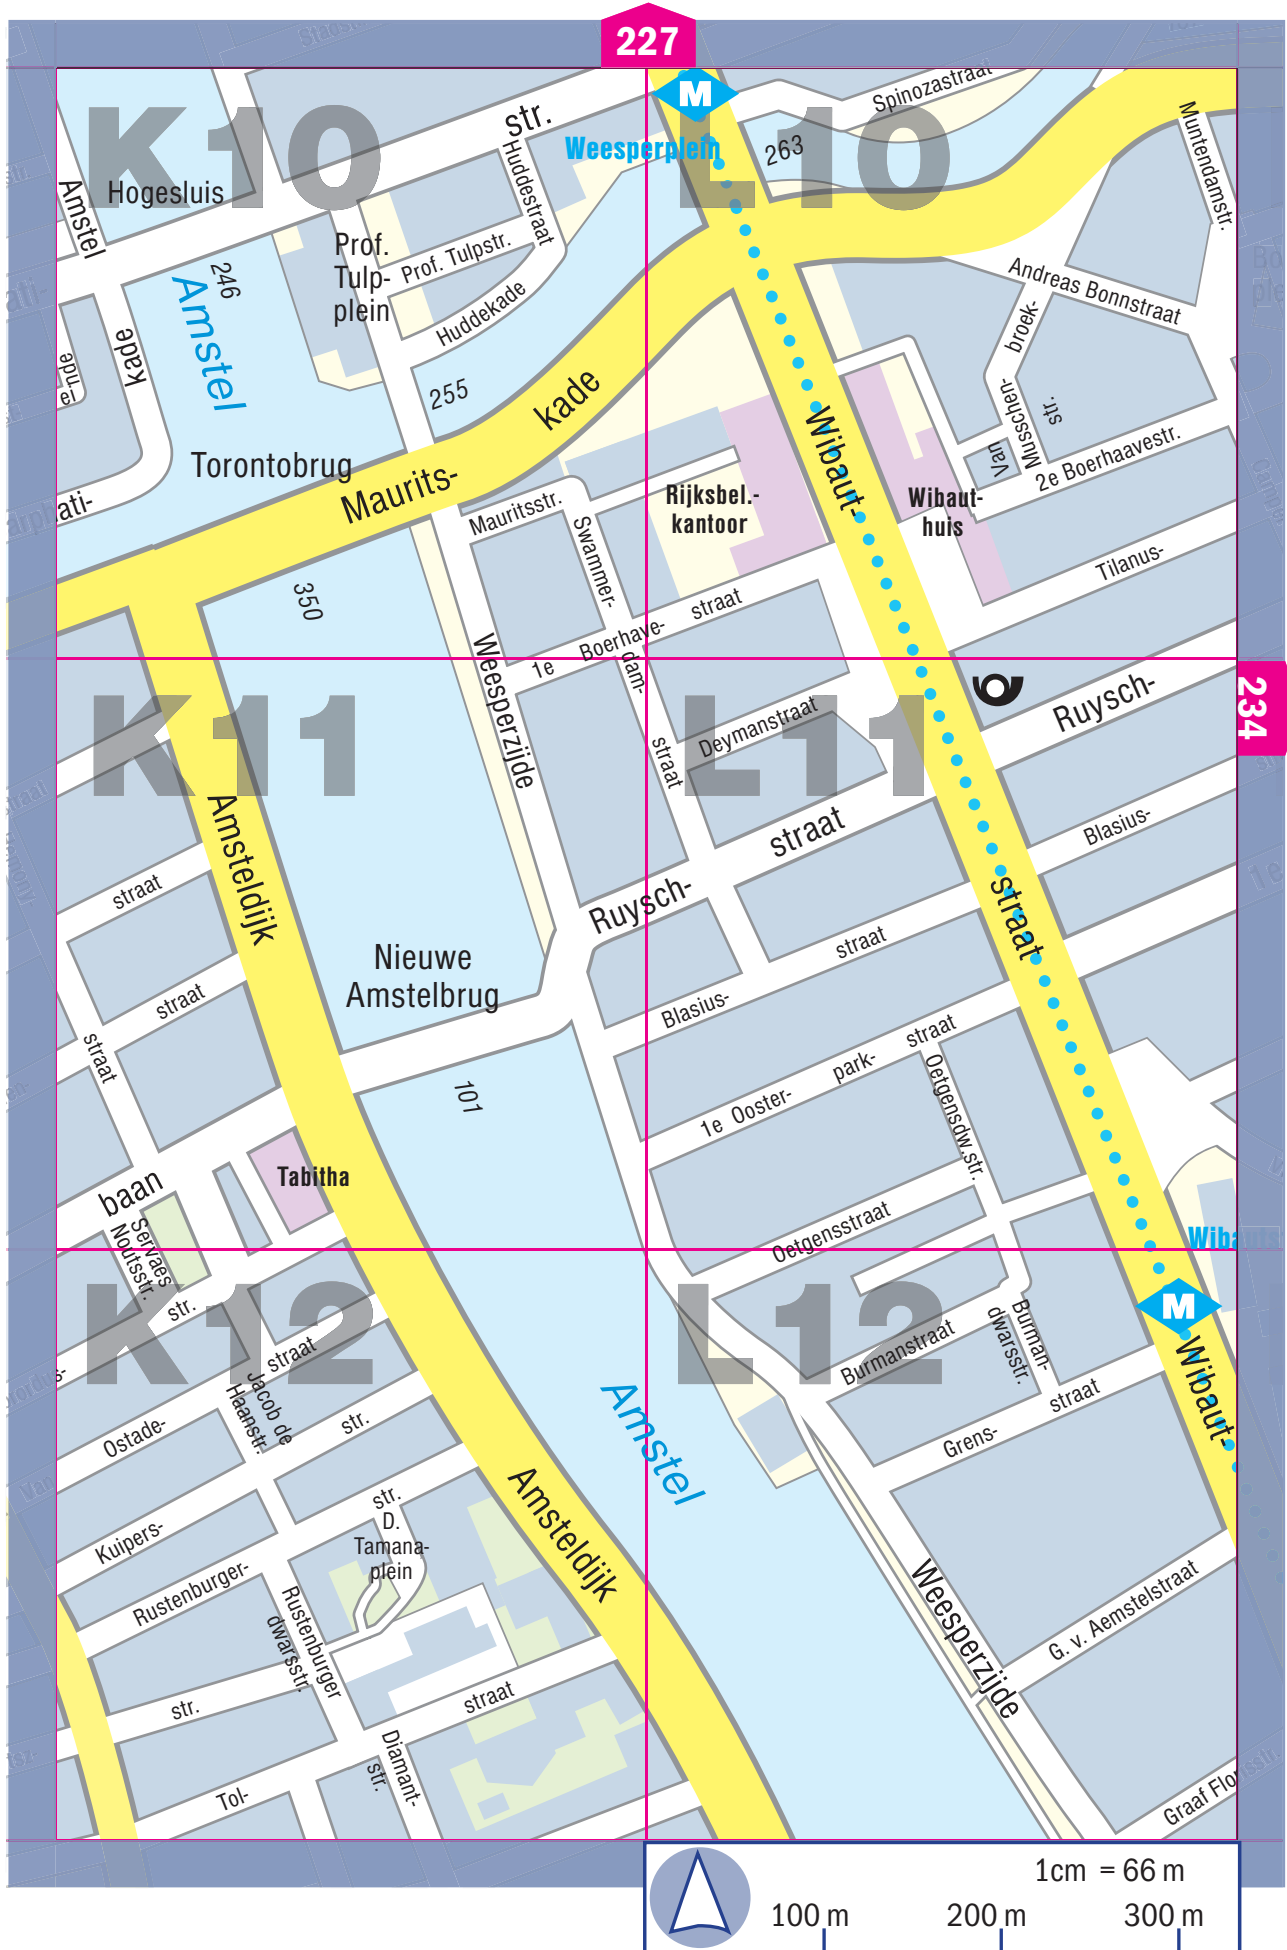 227
K10
L10
M
Weesperplein
str.
Spinozastraat
263
Muntendamstr.
Hogesluis
Amstel
Huddestraat
Prof.
Tulp-
plein
Prof. Tulpstr.
Huddekade
246
Amstel
kade
255
Andreas Bonnstraat
broek-
Musschen-
str.
Van
2e Boerhaavestr.
kade
Torontobrug
Maurits-
Wibaut-
Rijksbel.-
kantoor
Wibaut-
huis
Mauritsstr.
Swammer-
350
Tilanus-
straat
Boerhave-
1e
dam-
K11
L11
234
Weesperzijde
Ruysch-
Deymanstraat
straat
straat
Blasius-
Amsteldijk
straat
Ruysch-
straat
straat
Nieuwe
Amstelbrug
straat
straat
Blasius-
straat
park-
1e Ooster-
Oetgensdw.str.
101
Tabitha
baan
Servaes
Noutsstr.
Oetgensstraat
Wibauts
K12
L12
M
str.
straat
Burmanstraat
Burman-
dwarsstr.
Wibaut-
Jacob de
Haanstr.
Ostade-
str.
Amstel
straat
Grens-
Amsteldijk
str.
D.
Tamana-
plein
Kuipers-
Rustenburger-
Rustenburger
dwarsstr.
Weesperzijde
G. v. Aemstelstraat
str.
straat
Diamant-
str.
Tol-
Graaf Florisstr
1cm = 66 m
100 m
200 m
300 m